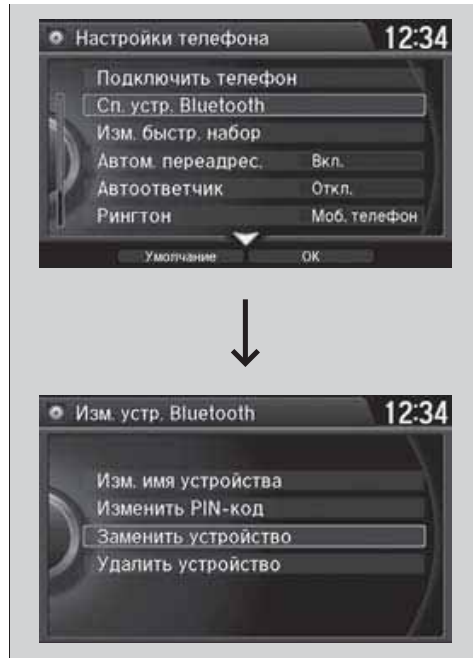 Настройки телефона 12:34
Подключить телефон
Сп. устр. Bluetooth
Изм. быстр. набор
Автом. переадрес. Вкл.
Автоответчик Откл.
Рингтон Моб. телефон
Умолчание OK
Изм. устр. Bluetooth 12:34
Изм. имя устройства
Изменить PIN-код
Заменить устройство
Удалить устройство